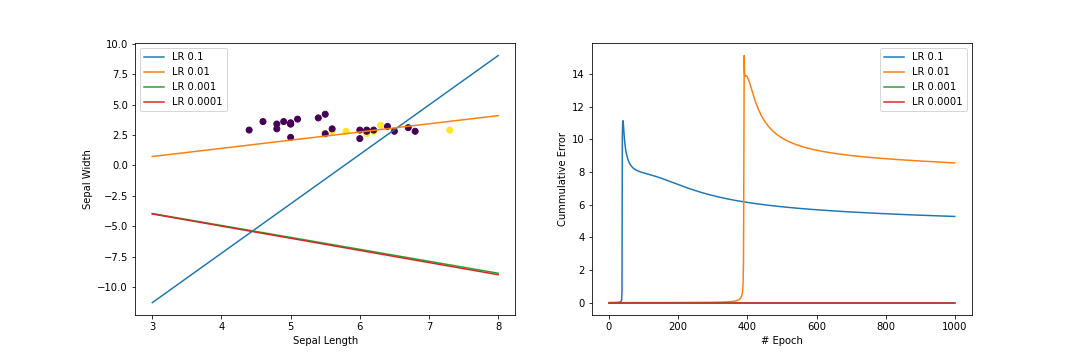 10.0
7.5
5.0
2.5
0.0
−2.5
−5.0
−7.5
−10.0
Sepal Width
LR 0.1
LR 0.01
LR 0.001
LR 0.0001
3
4
5
6
7
8
Sepal Length
14
12
10
8
6
4
2
0
Cummulative Error
LR 0.1
LR 0.01
LR 0.001
LR 0.0001
0
200
400
600
800
1000
# Epoch